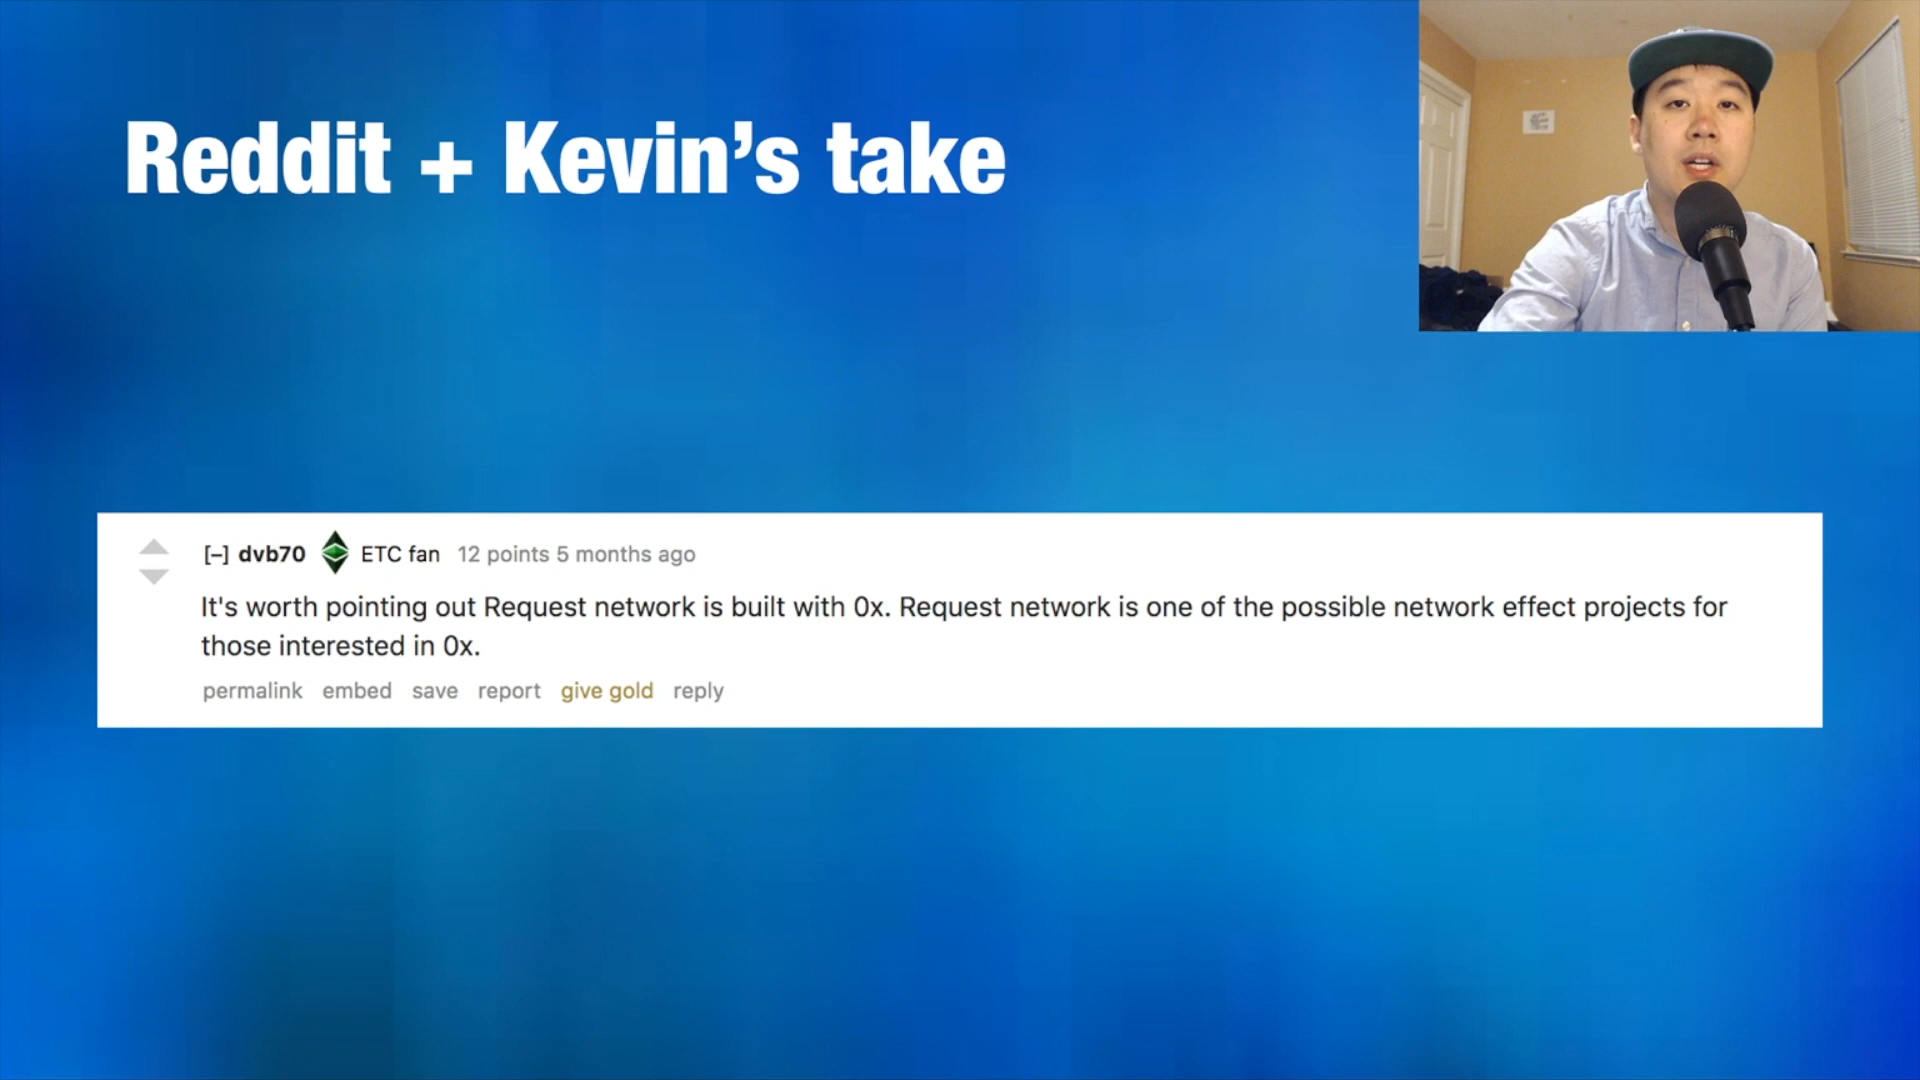 Reddit + Kevin’s take
[–] dvb70 ETC fan 12 points 5 months ago
It's worth pointing out Request network is built with 0x. Request network is one of the possible network effect projects for
those interested in 0x.
permalink embed save report give gold reply